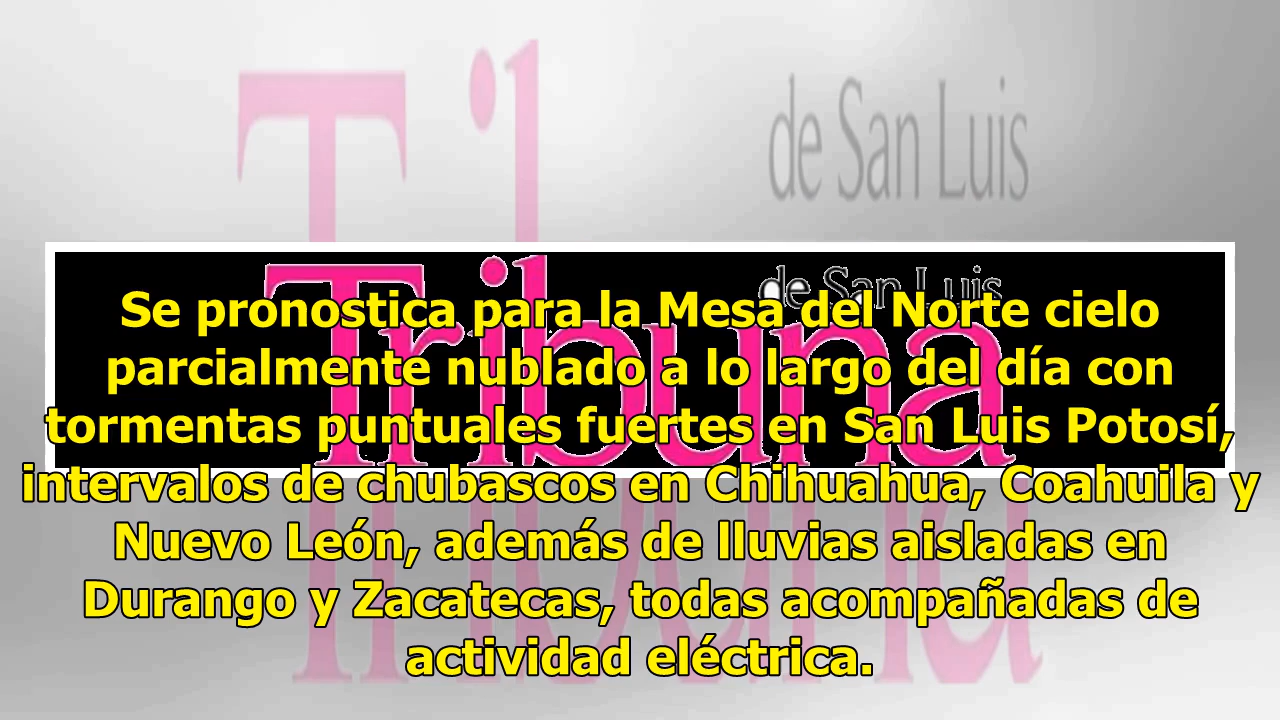 de San Luis
Tribuna
de San Luis
Tribuna
Se pronostica para la Mesa del Norte cielo
parcialmente nublado a lo largo del día con
tormentas puntuales fuertes en San Luis Potosí,
intervalos de chubascos en Chihuahua, Coahuila y
Nuevo León, además de lluvias aisladas en
Durango y Zacatecas, todas acompañadas de
actividad eléctrica.